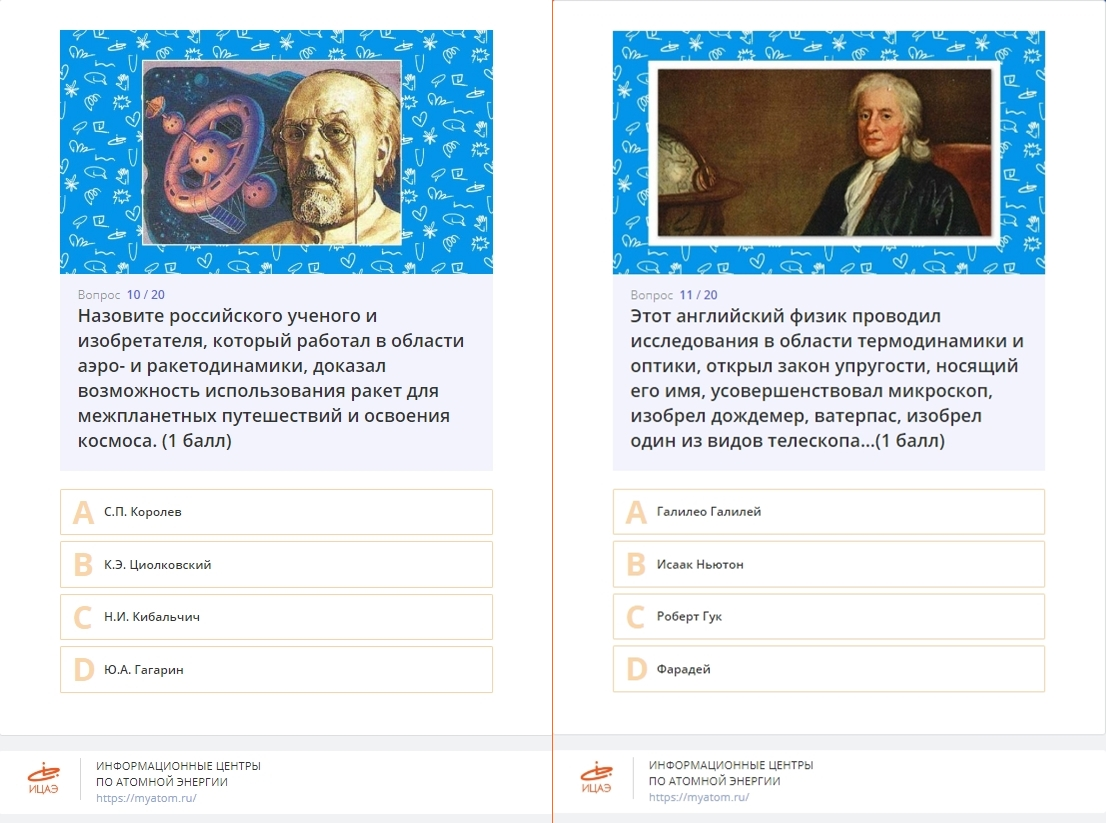 Вопрос 10 / 20
Назовите российского ученого и
изобретателя, который работал в области
аэро- и ракетодинамики, доказал
возможность использования ракет для
межпланетных путешествий и освоения
космоса. (1 балл)
A С.П. Королев
B К.Э. Циолковский
C Н.И. Кибальчич
D Ю.А. Гагарин
ИЦАЭ
ИНФОРМАЦИОННЫЕ ЦЕНТРЫ
ПО АТОМНОЙ ЭНЕРГИИ
https://myatom.ru/
Вопрос 11 / 20
Этот английский физик проводил
исследования в области термодинамики и
оптики, открыл закон упругости, носящий
его имя, усовершенствовал микроскоп,
изобрел дождемер, ватерпас, изобрел
один из видов телескопа...(1 балл)
A Галилео Галилей
B Исаак Ньютон
C Роберт Гук
D Фарадей
ИЦАЭ
ИНФОРМАЦИОННЫЕ ЦЕНТРЫ
ПО АТОМНОЙ ЭНЕРГИИ
https://myatom.ru/